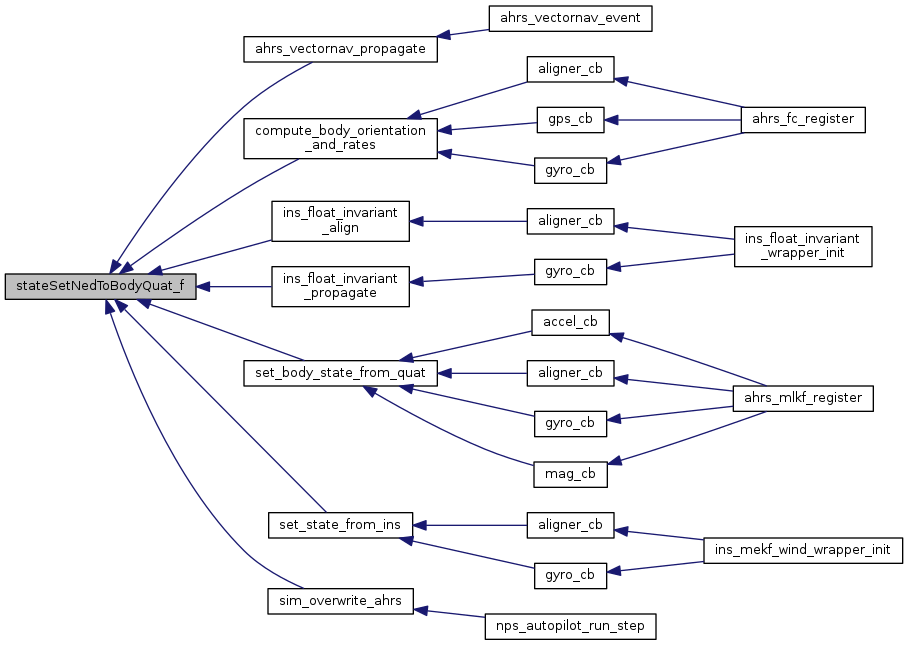 ahrs_vectornav_event
ahrs_vectornav_propagate
aligner_cb
gps_cb
ahrs_fc_register
compute_body_orientation
_and_rates
gyro_cb
ins_float_invariant
_align
aligner_cb
ins_float_invariant
_wrapper_init
stateSetNedToBodyQuat_f
ins_float_invariant
_propagate
gyro_cb
accel_cb
set_body_state_from_quat
aligner_cb
ahrs_mlkf_register
gyro_cb
mag_cb
set_state_from_ins
aligner_cb
ins_mekf_wind_wrapper_init
gyro_cb
sim_overwrite_ahrs
nps_autopilot_run_step